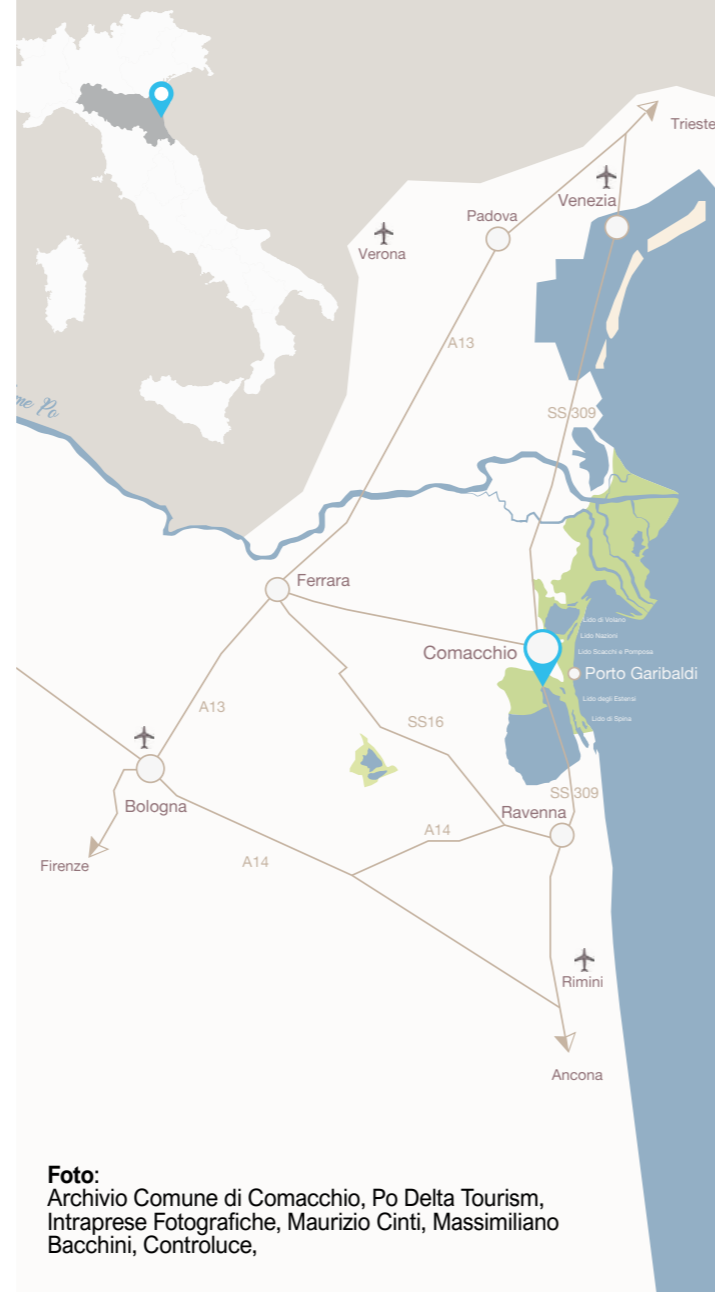 Trieste
Venezia
Padova
Verona
A13
me Po
SS 309
Ferrara
Lido di Volano
Lido Nazioni
Comacchio
Lido Scacchi e Pomposa
Porto Garibaldi
Lido degli Estensi
Lido di Spina
A13
SS16
SS 309
Bologna
Ravenna
A14
Firenze
A14
Rimini
Ancona
Foto:
Archivio Comune di Comacchio, Po Delta Tourism,
Intraprese Fotografiche, Maurizio Cinti, Massimiliano
Bacchini, Controluce,